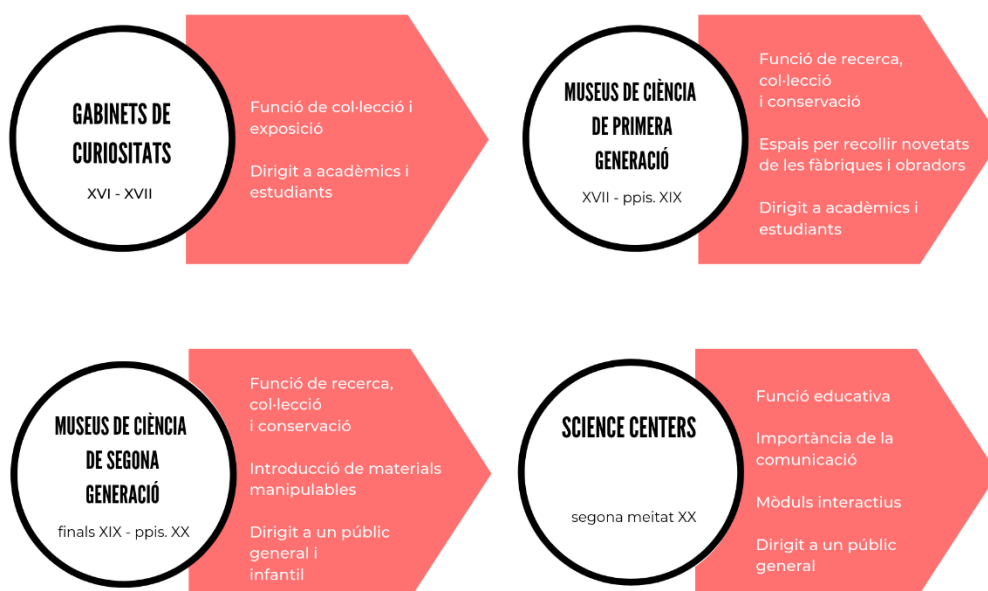 GABINETS DE
CURIOSITATS
XVI - XVII
Funció de col·lecció i
exposició
Dirigit a acadèmics i
estudiants
MUSEUS DE CIÈNCIA
DE PRIMERA
GENERACIÓ
XVII - ppis. XIX
Funció de recerca,
col·lecció
i conservació
Espais per recollir novetats
de les fàbriques i obradors
Dirigit a acadèmics i
estudiants
MUSEUS DE CIÈNCIA
DE SEGONA
GENERACIÓ
finals XIX - ppis. XX
Funció de recerca,
col·lecció
i conservació
Introducció de materials
manipulables
Dirigit a un públic
general i
infantil
SCIENCE CENTERS
segona meitat XX
Funció educativa
Importància de la
comunicació
Mòduls interactius
Dirigit a un públic
general